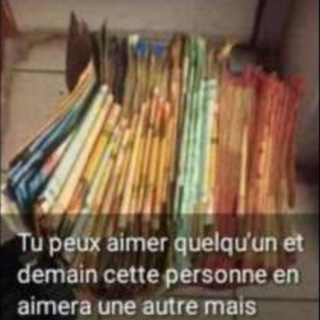 Tu peux aimer quelqu'un et
demain cette personne en
aimera une autre mais